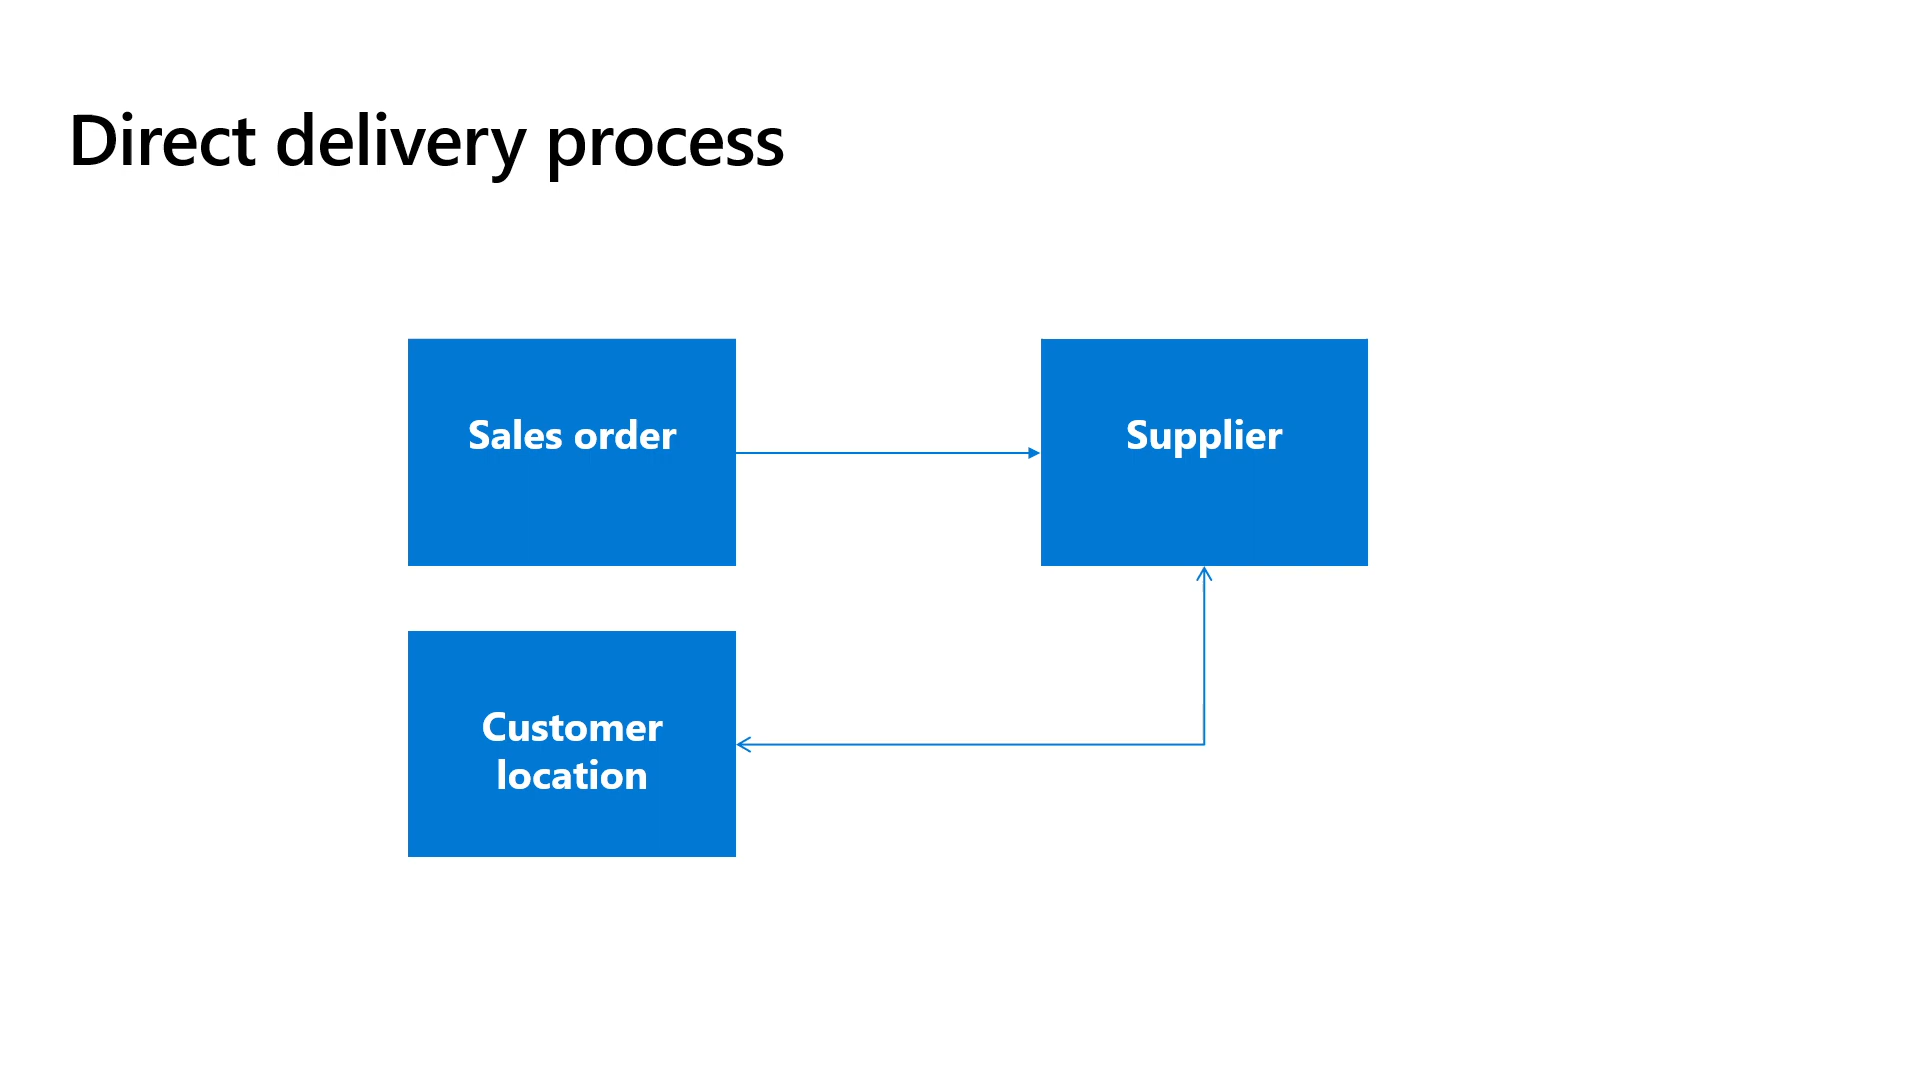 Direct delivery process
Sales order
Supplier
Customer
location